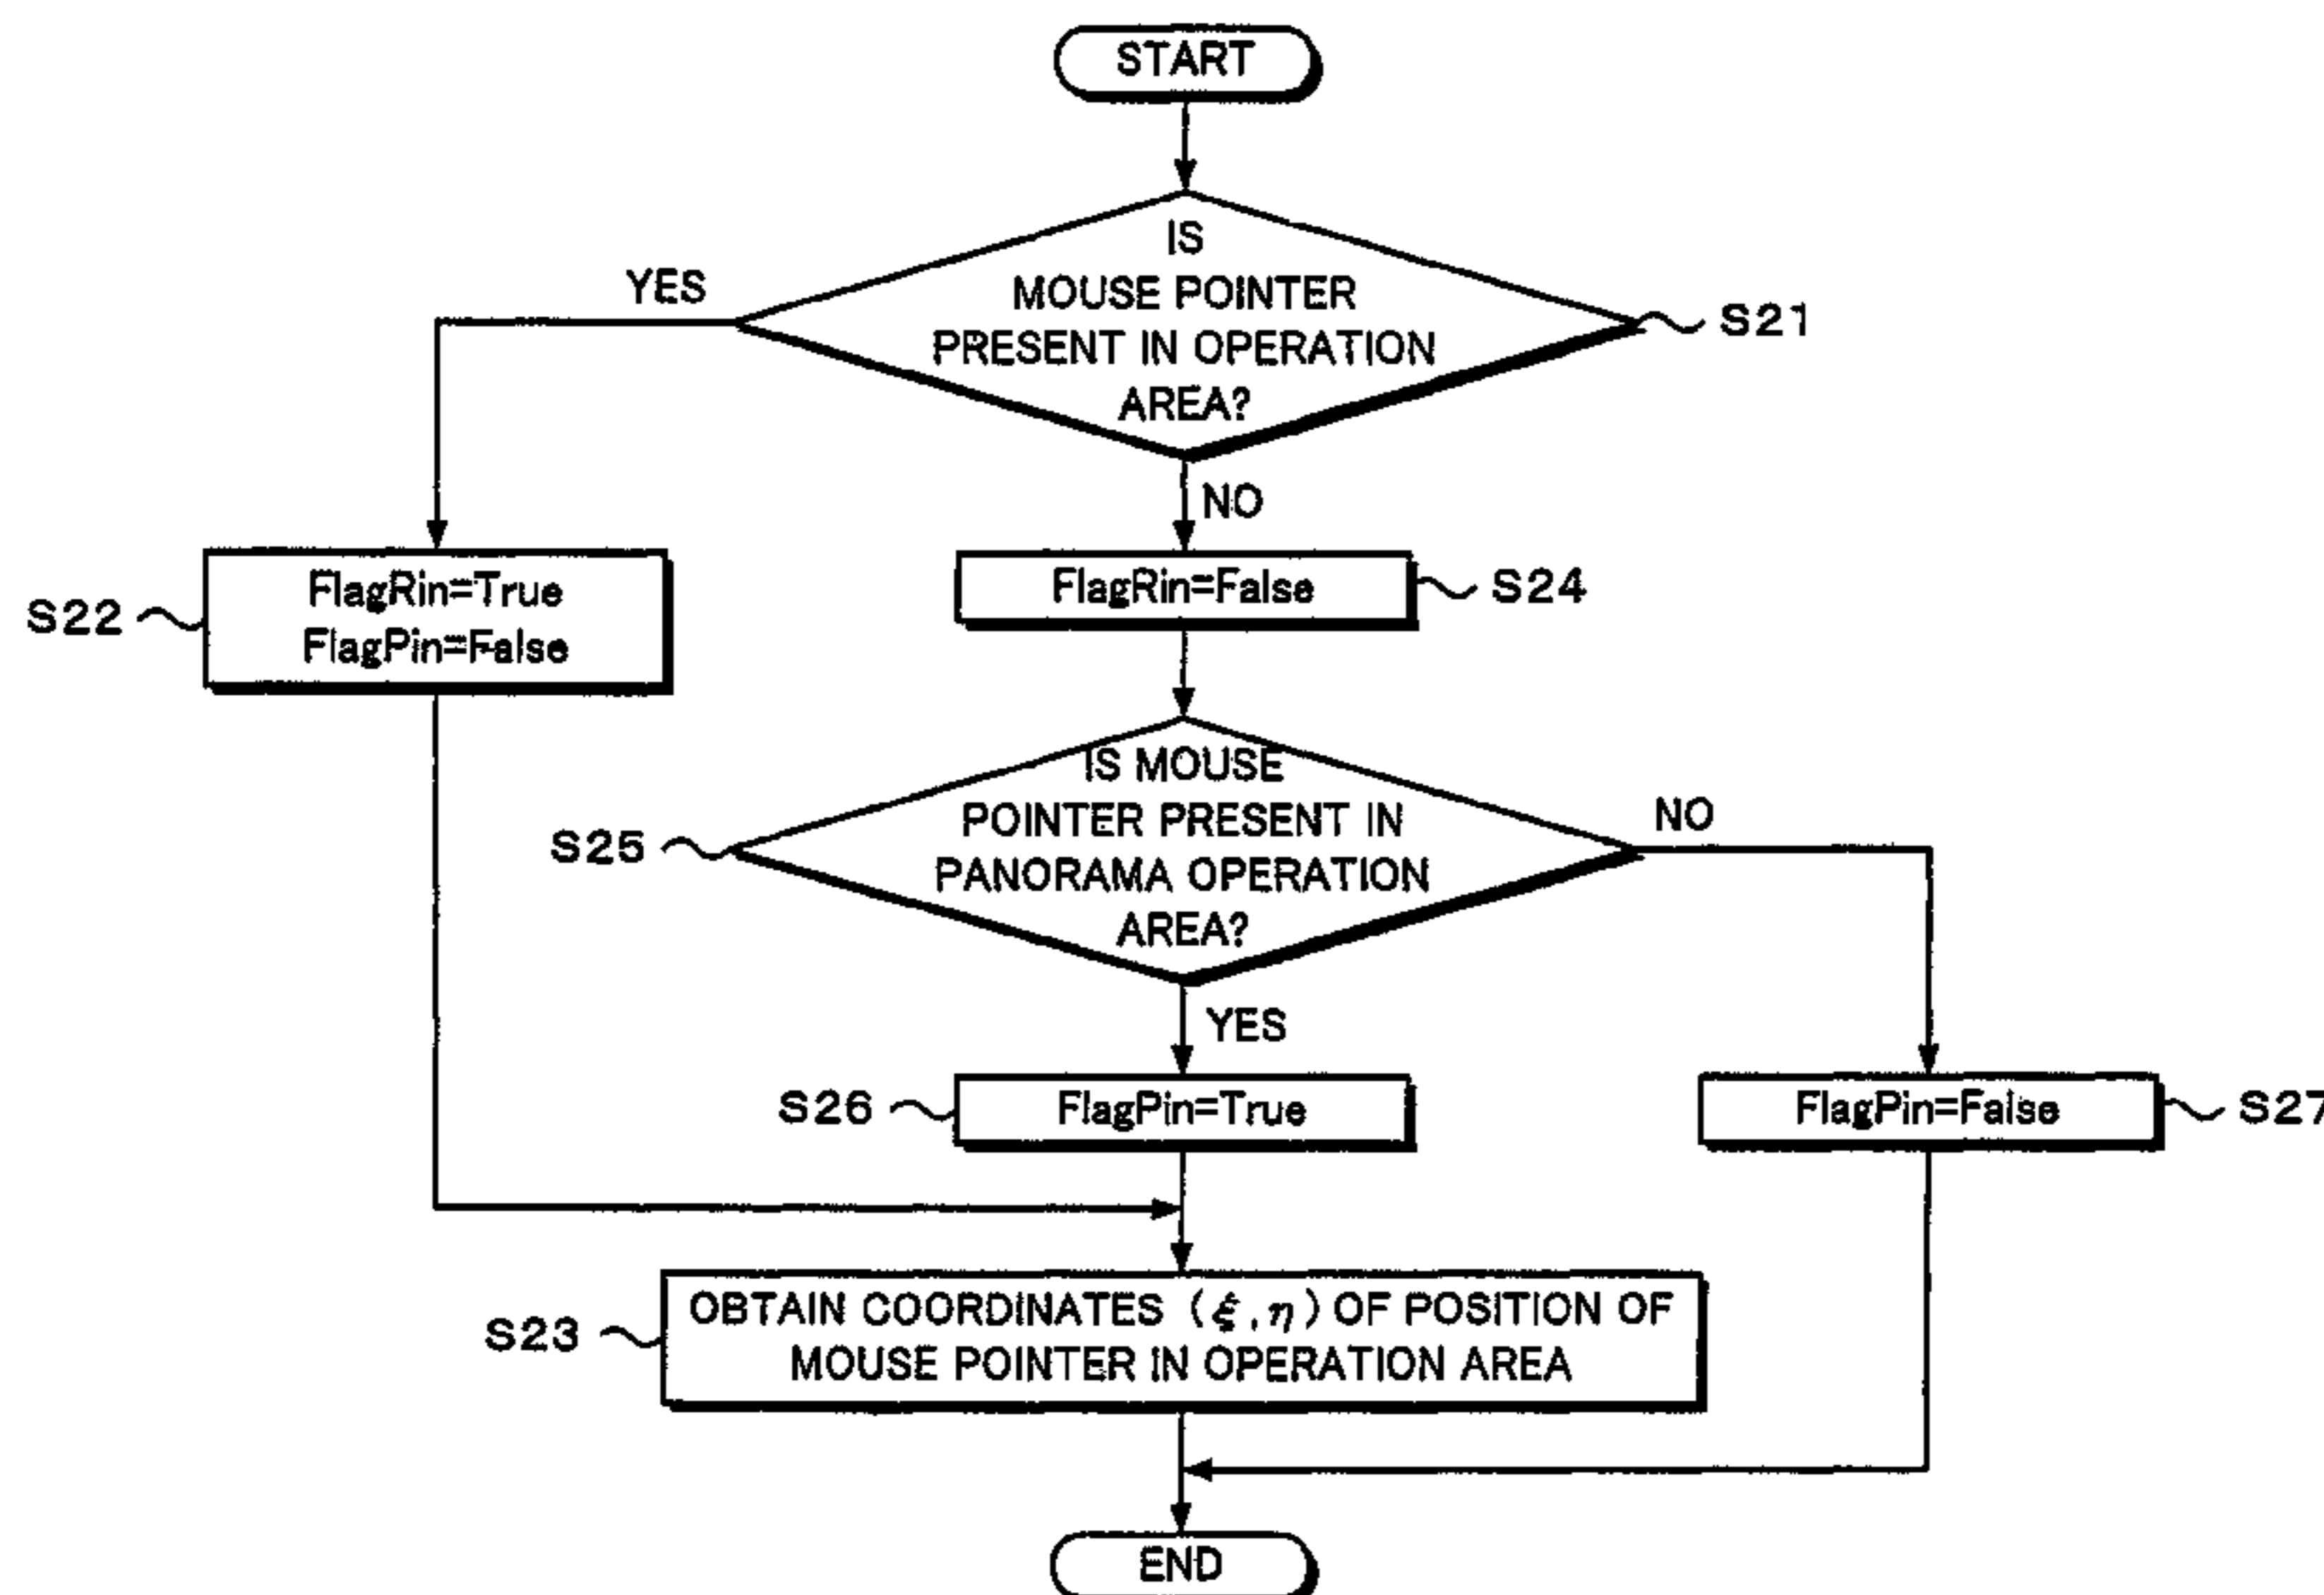 START
IS
MOUSE POINTER
PRESENT IN OPERATION
AREA?
S21
YES
NO
S22
FlagRin=True
FlagPin=False
FlagRin=False
S24
IS MOUSE
POINTER PRESENT IN
PANORAMA OPERATION
AREA?
S25
NO
YES
S26
FlagPin=True
FlagPin=False
S27
S23
OBTAIN COORDINATES (ξ,η) OF POSITION OF
MOUSE POINTER IN OPERATION AREA
END